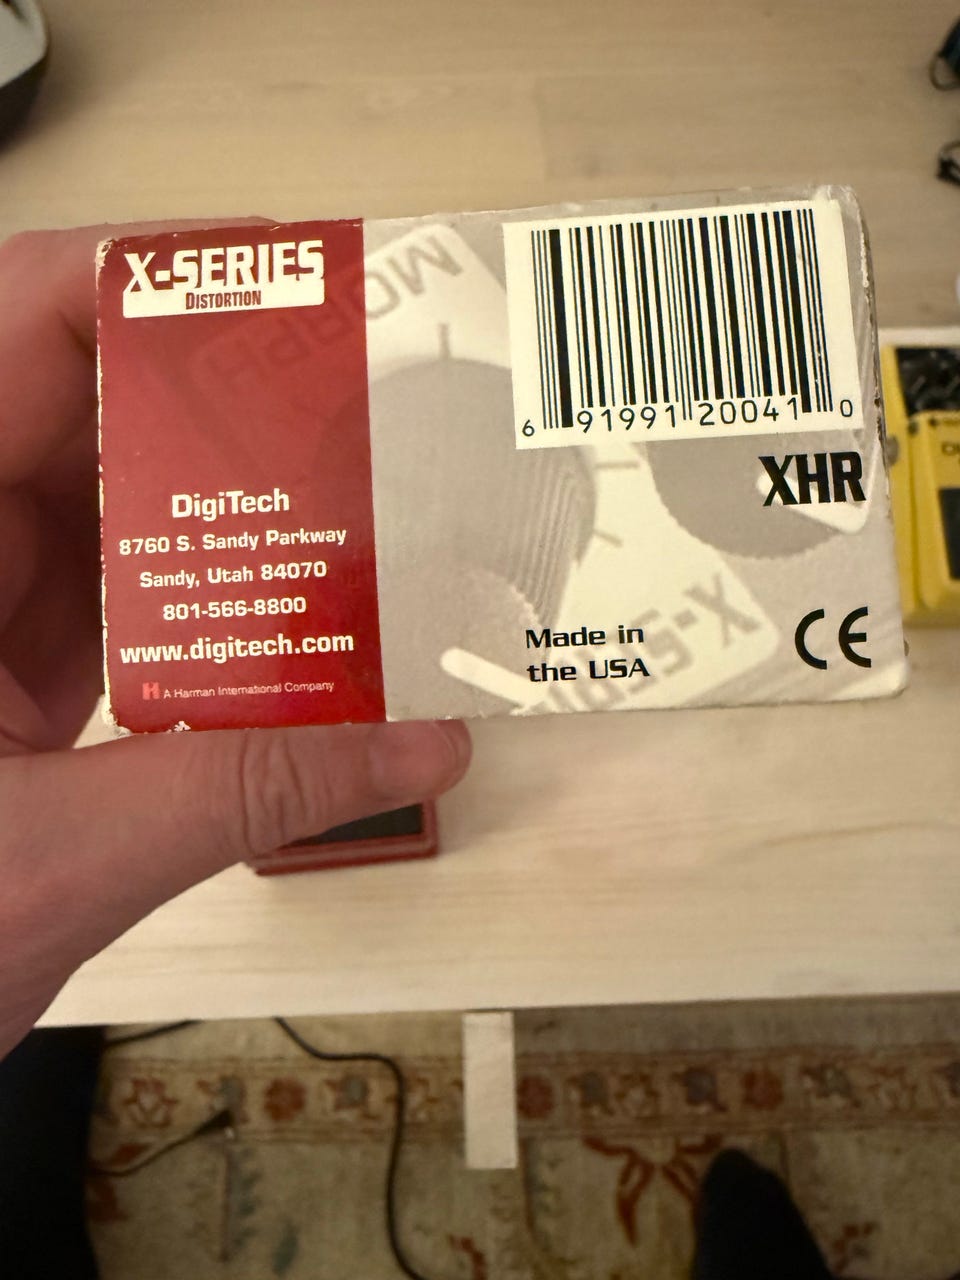 X-SERIES
DISTORTION
MORPH
DigiTech
8760 S. Sandy Parkway
Sandy, Utah 84070
801-566-8800
www.digitech.com
A Harman International Company
6 91991 20041 0
XHR
Made in
the USA
CE